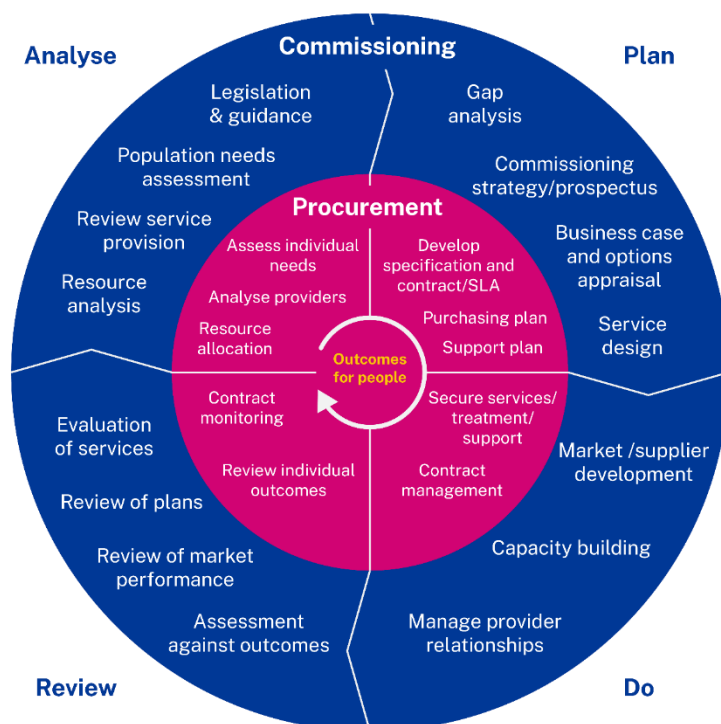 Analyse
Commissioning
Plan
Legislation
& guidance
Population needs
assessment
Review service
provision
Resource
analysis
Gap
analysis
Commissioning
strategy/prospectus
Business case
and options
appraisal
Service
design
Procurement
Assess individual
needs
Analyse providers
Resource
allocation
Develop
specification and
contract/SLA
Purchasing plan
Support plan
Outcomes
for people
Contract
monitoring
Review individual
outcomes
Secure services/
treatment/
support
Contract
management
Evaluation
of services
Review of plans
Review of market
performance
Assessment
against outcomes
Market /supplier
development
Capacity building
Manage provider
relationships
Review
Do